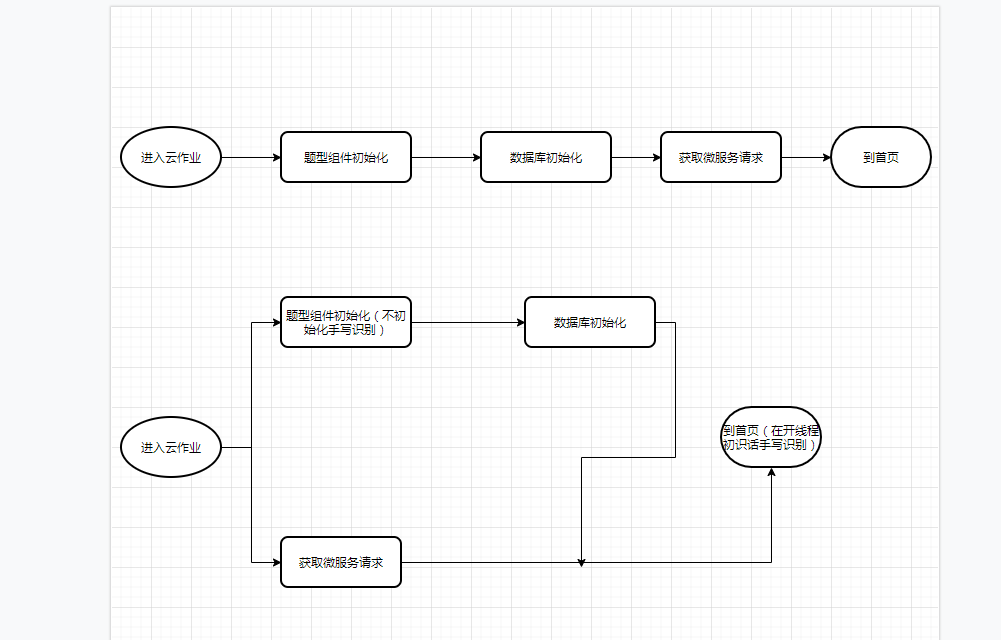 进入云作业
题型组件初始化
数据库初始化
获取微服务请求
到首页
题型组件初始化（不初
始化手写识别）
数据库初始化
进入云作业
到首页（在开线程
初识话手写识别）
获取微服务请求